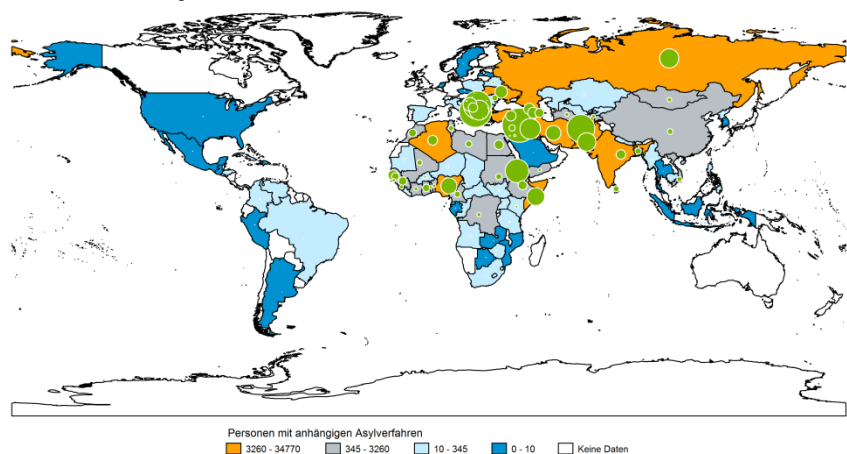 Personen mit anhängigen Asylverfahren
3260 - 34770 345 - 3260 10 - 345 0 - 10 Keine Daten